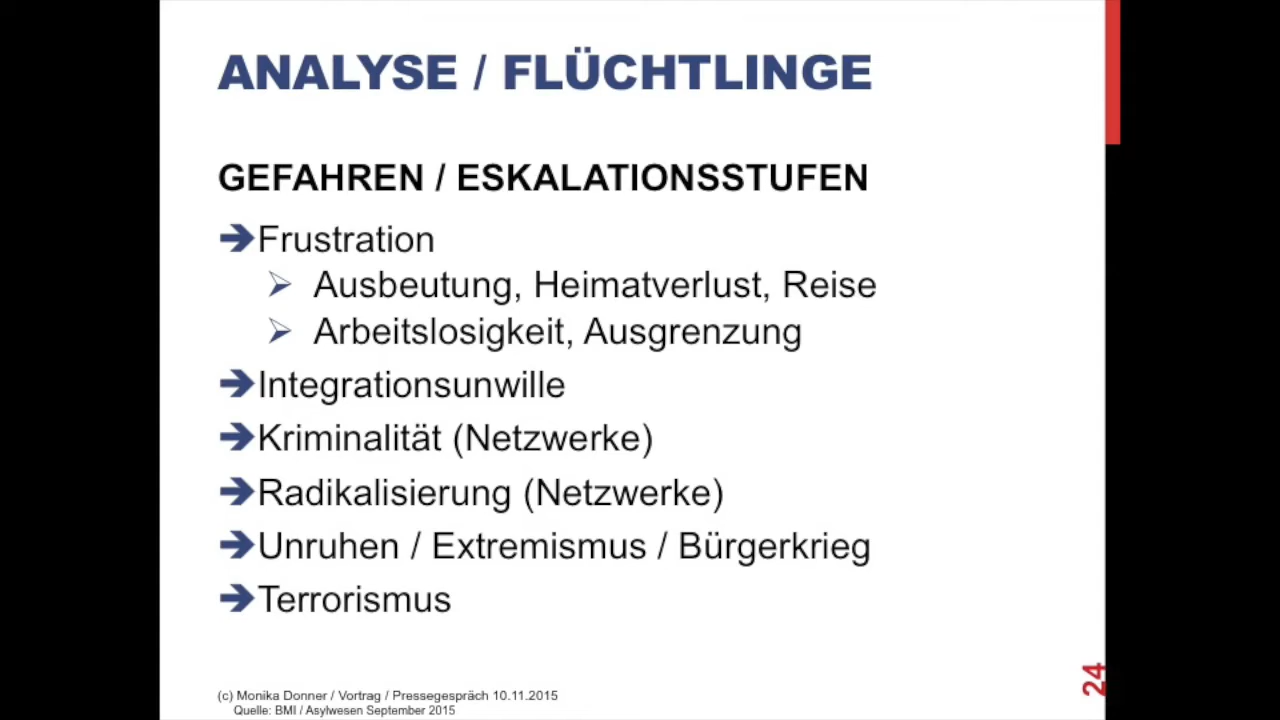 ANALYSE / FLÜCHTLINGE
GEFAHREN / ESKALATIONSSTUFEN
➔Frustration
➢ Ausbeutung, Heimatverlust, Reise
➢ Arbeitslosigkeit, Ausgrenzung
➔Integrationsunwille
➔Kriminalität (Netzwerke)
➔Radikalisierung (Netzwerke)
➔Unruhen / Extremismus / Bürgerkrieg
➔Terrorismus
(c) Monika Donner / Vortrag / Pressegespräch 10.11.2015
Quelle: BMI / Asylwesen September 2015
24